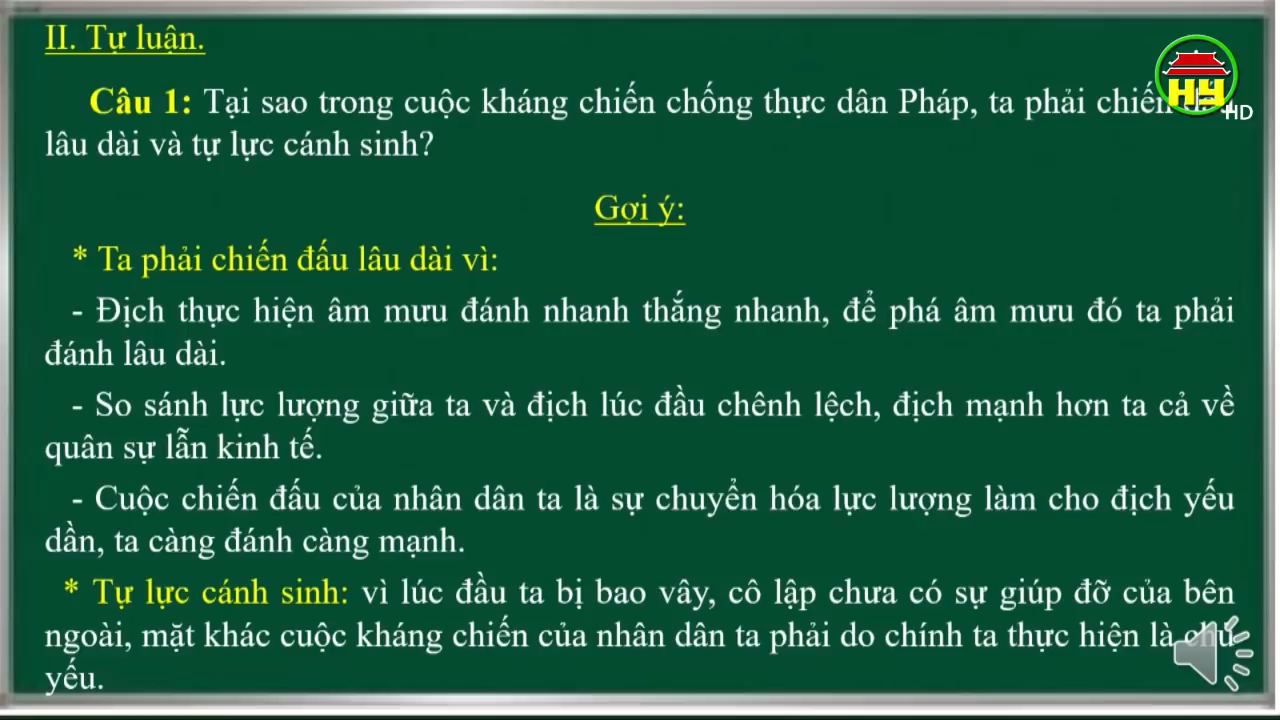 II. Tự luận.
Câu 1: Tại sao trong cuộc kháng chiến chống thực dân Pháp, ta phải chiến
lâu dài và tự lực cánh sinh?
Gợi ý:
* Ta phải chiến đấu lâu dài vì:
- Địch thực hiện âm mưu đánh nhanh thắng nhanh, để phá âm mưu đó ta phải
đánh lâu dài.
- So sánh lực lượng giữa ta và địch lúc đầu chênh lệch, địch mạnh hơn ta cả về
quân sự lẫn kinh tế.
- Cuộc chiến đấu của nhân dân ta là sự chuyển hóa lực lượng làm cho địch yếu
dần, ta càng đánh càng mạnh.
* Tự lực cánh sinh: vì lúc đầu ta bị bao vây, cô lập chưa có sự giúp đỡ của bên
ngoài, mặt khác cuộc kháng chiến của nhân dân ta phải do chính ta thực hiện là chủ
yếu.
HY
HD